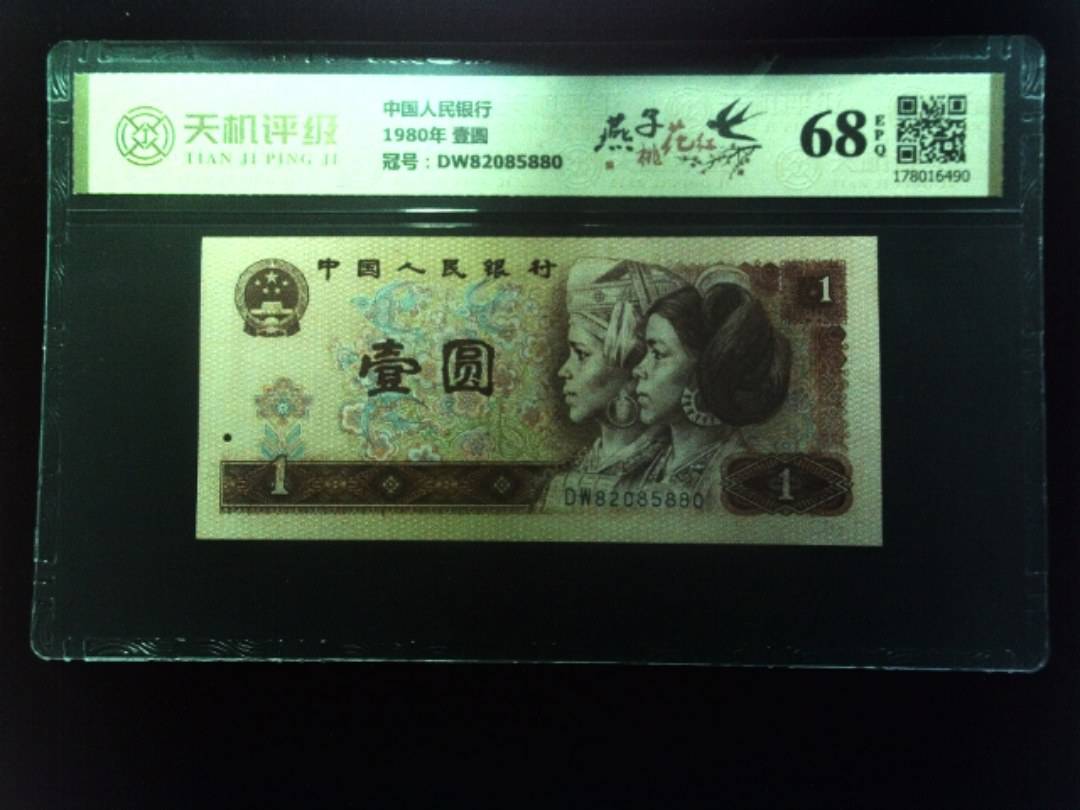 天机评级
TIAN JI PING JI
中国人民银行
1980年 壹圆
冠号：DW82085880
燕子
桃花红
68
EPQ
178016490
中国人民银行
1
壹圆
1
DW82085880
1